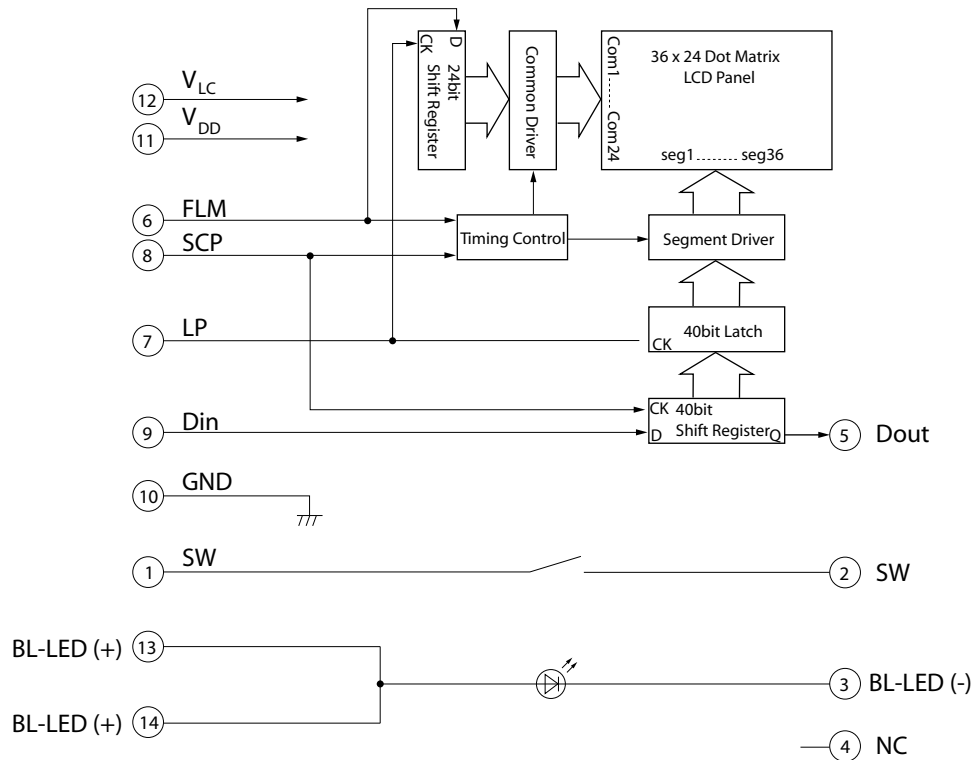 CK D
24bit
Shift Register
Common Driver
Com1......Com24
36 x 24 Dot Matrix
LCD Panel
seg1........ seg36
12 VLC
11 VDD
6 FLM
8 SCP
Timing Control
Segment Driver
7 LP
40bit Latch
CK
9 Din
CK 40bit
D Shift Register Q
5 Dout
10 GND
1 SW
2 SW
BL-LED (+) 13
3 BL-LED (-)
BL-LED (+) 14
4 NC